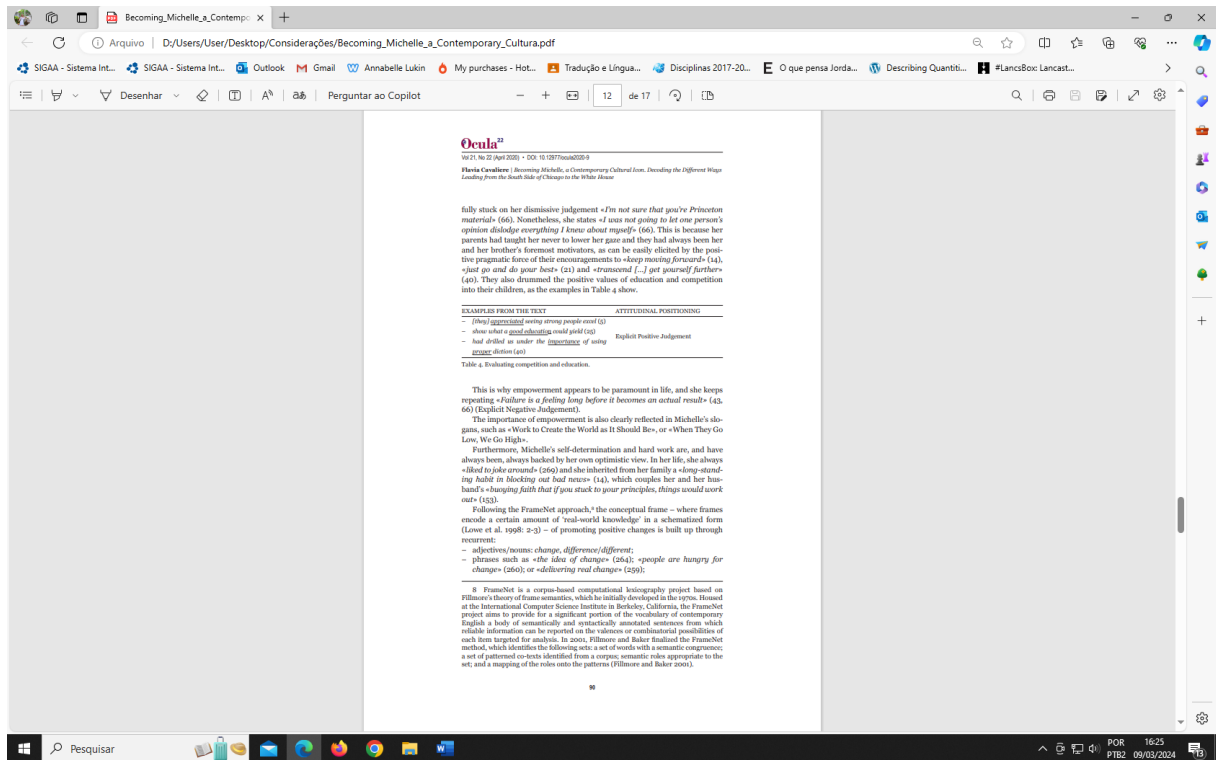 Becoming_Michelle_a_Contempo
Arquivo | D:/Users/User/Desktop/Considerações/Becoming_Michelle_a_Contemporary_Cultura.pdf
SIGAA - Sistema Int... SIGAA - Sistema Int... Outlook Gmail Annabelle Lukin My purchases - Hot... Tradução e Língua... Disciplinas 2017-20... O que pensa Jorda... Describing Quantiti... #LancsBox: Lancast...
Desenhar Perguntar ao Copilot 12 de 17
Ocula22
Vol 21, No 22 (April 2020) • DOI: 10.12977/ocula2020-9
Flavia Cavaliere | Becoming Michelle, a Contemporary Cultural Icon. Decoding the Different Ways
Leading from the South Side of Chicago to the White House
fully stuck on her dismissive judgement «I'm not sure that you're Princeton
material» (66). Nonetheless, she states «I was not going to let one person's
opinion dislodge everything I knew about myself» (66). This is because her
parents had taught her never to lower her gaze and they had always been her
and her brother's foremost motivators, as can be easily elicited by the posi-
tive pragmatic force of their encouragements to «keep moving forward» (14),
«just go and do your best» (21) and «transcend [...] get yourself further»
(40). They also drummed the positive values of education and competition
into their children, as the examples in Table 4 show.
EXAMPLES FROM THE TEXT ATTITUDINAL POSITIONING
– [they] appreciated seeing strong people excel (5)
– show what a good education could yield (25)
Explicit Positive Judgement
– had drilled us under the importance of using
proper diction (40)
Table 4. Evaluating competition and education.
This is why empowerment appears to be paramount in life, and she keeps
repeating «Failure is a feeling long before it becomes an actual result» (43,
66) (Explicit Negative Judgement).
The importance of empowerment is also clearly reflected in Michelle's slo-
gans, such as «Work to Create the World as It Should Be», or «When They Go
Low, We Go High».
Furthermore, Michelle's self-determination and hard work are, and have
always been, always backed by her own optimistic view. In her life, she always
«liked to joke around» (269) and she inherited from her family a «long-stand-
ing habit in blocking out bad news» (14), which couples her and her hus-
band's «buoying faith that if you stuck to your principles, things would work
out» (153).
Following the FrameNet approach,8 the conceptual frame – where frames
encode a certain amount of 'real-world knowledge' in a schematized form
(Lowe et al. 1998: 2-3) – of promoting positive changes is built up through
recurrent:
– adjectives/nouns: change, difference/different;
– phrases such as «the idea of change» (264); «people are hungry for
change» (260); or «delivering real change» (259);
8 FrameNet is a corpus-based computational lexicography project based on
Fillmore's theory of frame semantics, which he initially developed in the 1970s. Housed
at the International Computer Science Institute in Berkeley, California, the FrameNet
project aims to provide for a significant portion of the vocabulary of contemporary
English a body of semantically and syntactically annotated sentences from which
reliable information can be reported on the valences or combinatorial possibilities of
each item targeted for analysis. In 2001, Fillmore and Baker finalized the FrameNet
method, which identifies the following sets: a set of words with a semantic congruence;
a set of patterned co-texts identified from a corpus; semantic roles appropriate to the
set; and a mapping of the roles onto the patterns (Fillmore and Baker 2001).
90
Pesquisar
POR 16:25
PTB2 09/03/2024